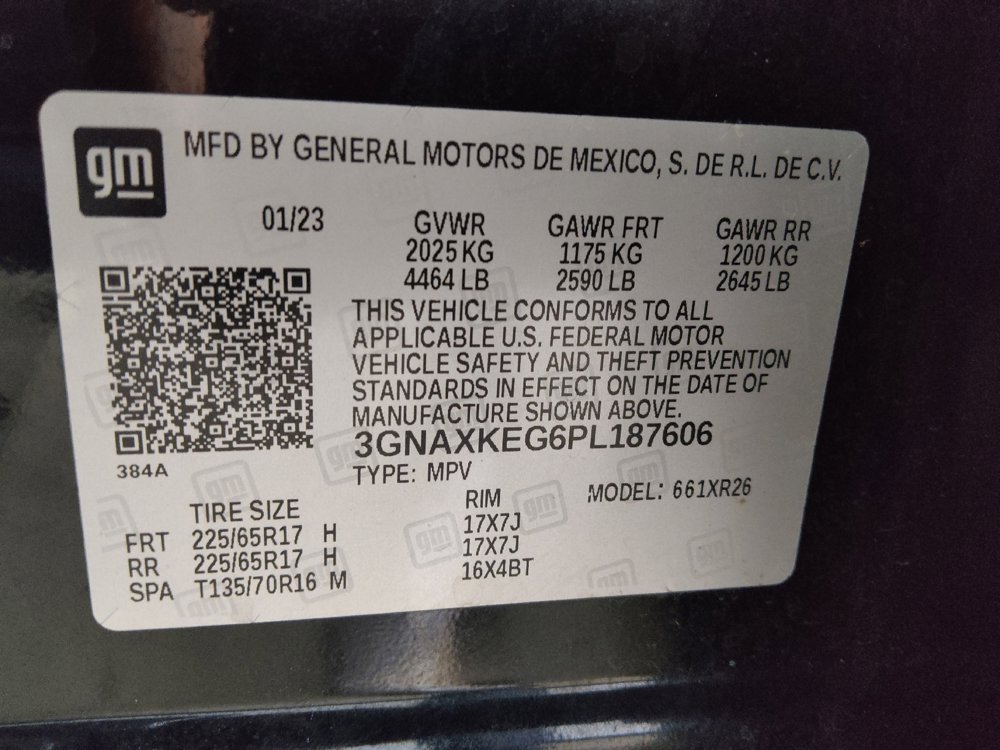 gm
MFD BY GENERAL MOTORS DE MEXICO, S. DE R.L. DE C.V.
01/23 GVWR GAWR FRT GAWR RR
2025 KG 1175 KG 1200 KG
4464 LB 2590 LB 2645 LB
THIS VEHICLE CONFORMS TO ALL
APPLICABLE U.S. FEDERAL MOTOR
VEHICLE SAFETY AND THEFT PREVENTION
STANDARDS IN EFFECT ON THE DATE OF
MANUFACTURE SHOWN ABOVE.
3GNAXKEG6PL187606
384A
TYPE: MPV MODEL: 661XR26
TIRE SIZE RIM
FRT 225/65R17 H 17X7J
RR 225/65R17 H 17X7J
SPA T135/70R16 M 16X4BT